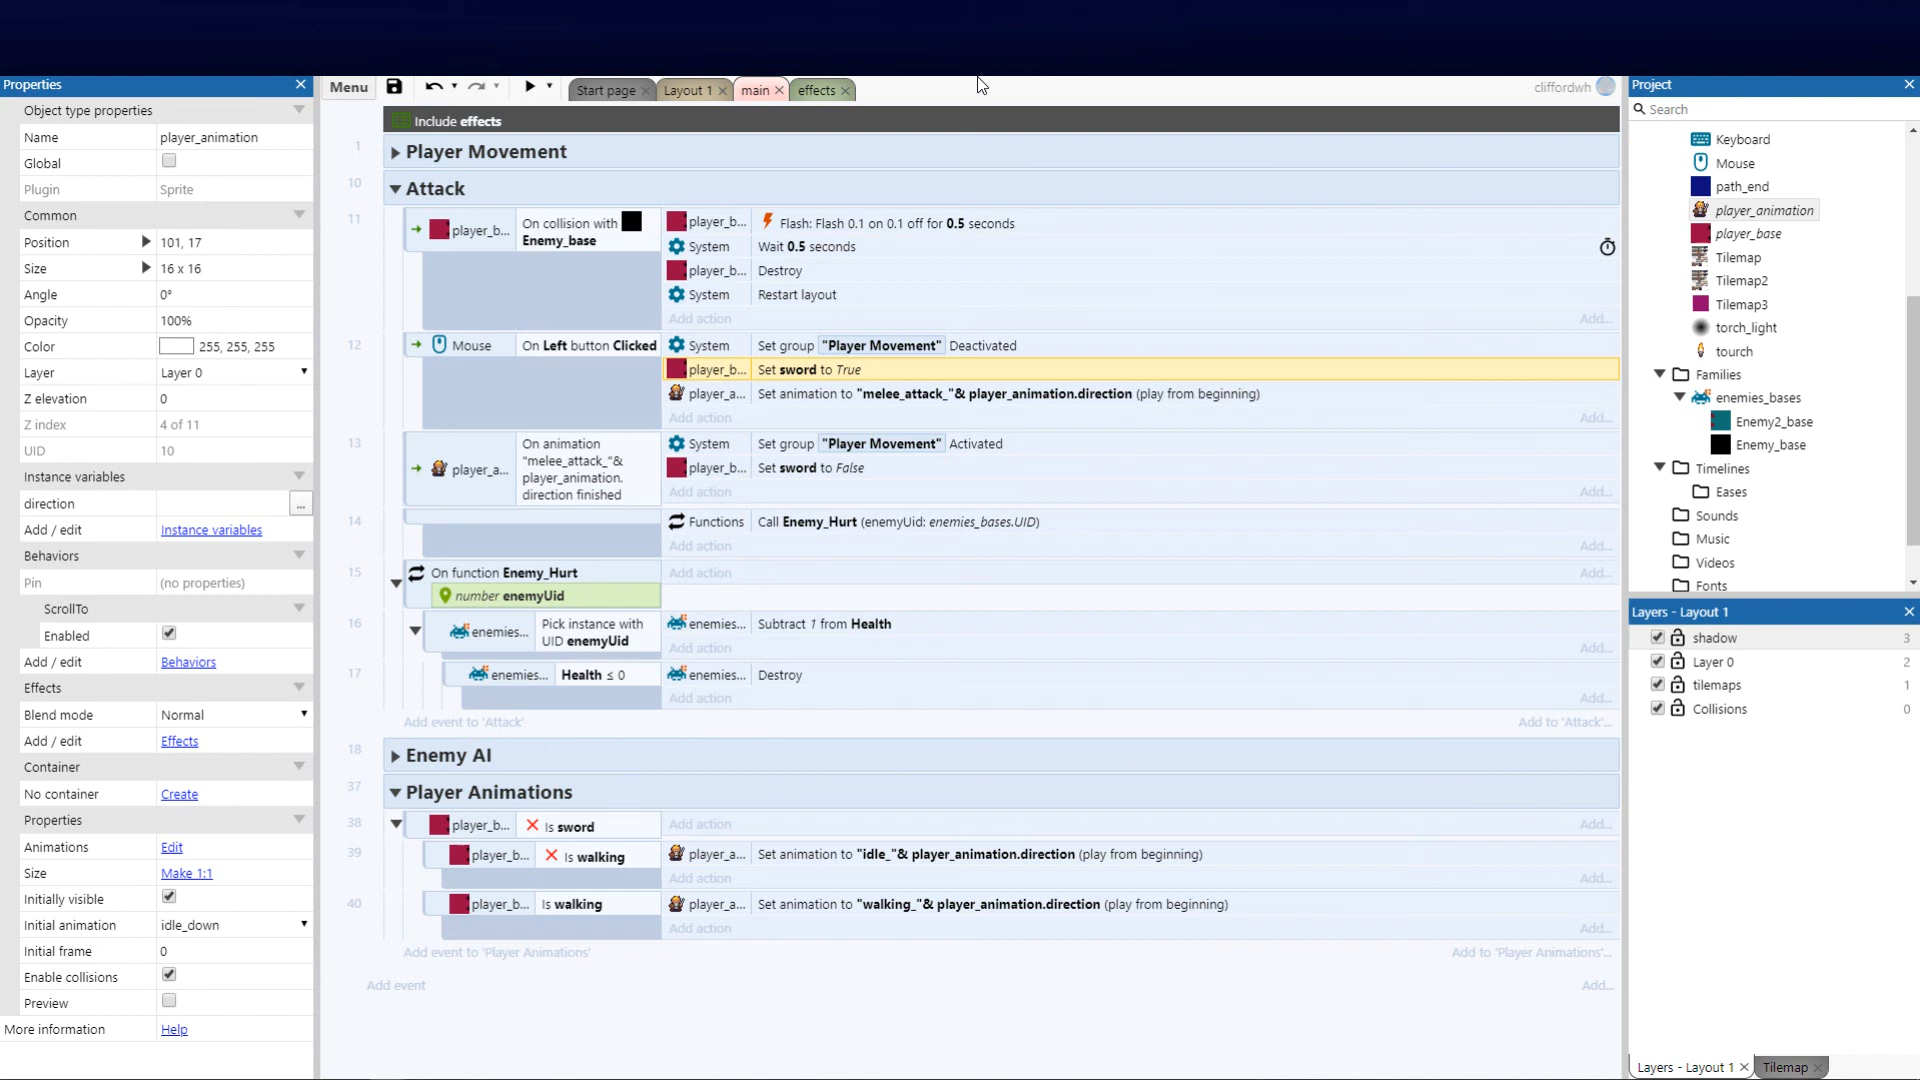 Properties
Object type properties
Name player_animation
Global
Plugin Sprite
Common
Position 101, 17
Size 16 x 16
Angle 0°
Opacity 100%
Color 255, 255, 255
Layer Layer 0
Z elevation 0
Z index 4 of 11
UID 10
Instance variables
direction ...
Add / edit Instance variables
Behaviors
Pin (no properties)
ScrollTo
Enabled
Add / edit Behaviors
Effects
Blend mode Normal
Add / edit Effects
Container
No container Create
Properties
Animations Edit
Size Make 1:1
Initially visible
Initial animation idle_down
Initial frame 0
Enable collisions
Preview
More information Help
Menu
Start page Layout 1 main effects
cliffordwh
Include effects
1 Player Movement
10 Attack
11 player_b... On collision with Enemy_base
player_b... Flash: Flash 0.1 on 0.1 off for 0.5 seconds
System Wait 0.5 seconds
player_b... Destroy
System Restart layout
Add action Add...
12 Mouse On Left button Clicked
System Set group "Player Movement" Deactivated
player_b... Set sword to True
player_a... Set animation to "melee_attack_"& player_animation.direction (play from beginning)
Add action Add...
13 player_a... On animation
"melee_attack_"&
player_animation.
direction finished
System Set group "Player Movement" Activated
player_b... Set sword to False
Add action Add...
14 Functions Call Enemy_Hurt (enemyUid: enemies_bases.UID)
Add action Add...
15 On function Enemy_Hurt Add action Add...
number enemyUid
16 enemies... Pick instance with
UID enemyUid
enemies... Subtract 1 from Health
Add action Add...
17 enemies... Health ≤ 0 enemies... Destroy
Add action Add...
Add event to 'Attack' Add to 'Attack'...
18 Enemy AI
37 Player Animations
38 player_b... Is sword Add action Add...
39 player_b... Is walking player_a... Set animation to "idle_"& player_animation.direction (play from beginning)
Add action Add...
40 player_b... Is walking player_a... Set animation to "walking_"& player_animation.direction (play from beginning)
Add action Add...
Add event to 'Player Animations' Add to 'Player Animations'...
Add event Add...
Project
Search
Keyboard
Mouse
path_end
player_animation
player_base
Tilemap
Tilemap2
Tilemap3
torch_light
tourch
Families
enemies_bases
Enemy2_base
Enemy_base
Timelines
Eases
Sounds
Music
Videos
Fonts
Layers - Layout 1
shadow 3
Layer 0 2
tilemaps 1
Collisions 0
Layers - Layout 1 Tilemap